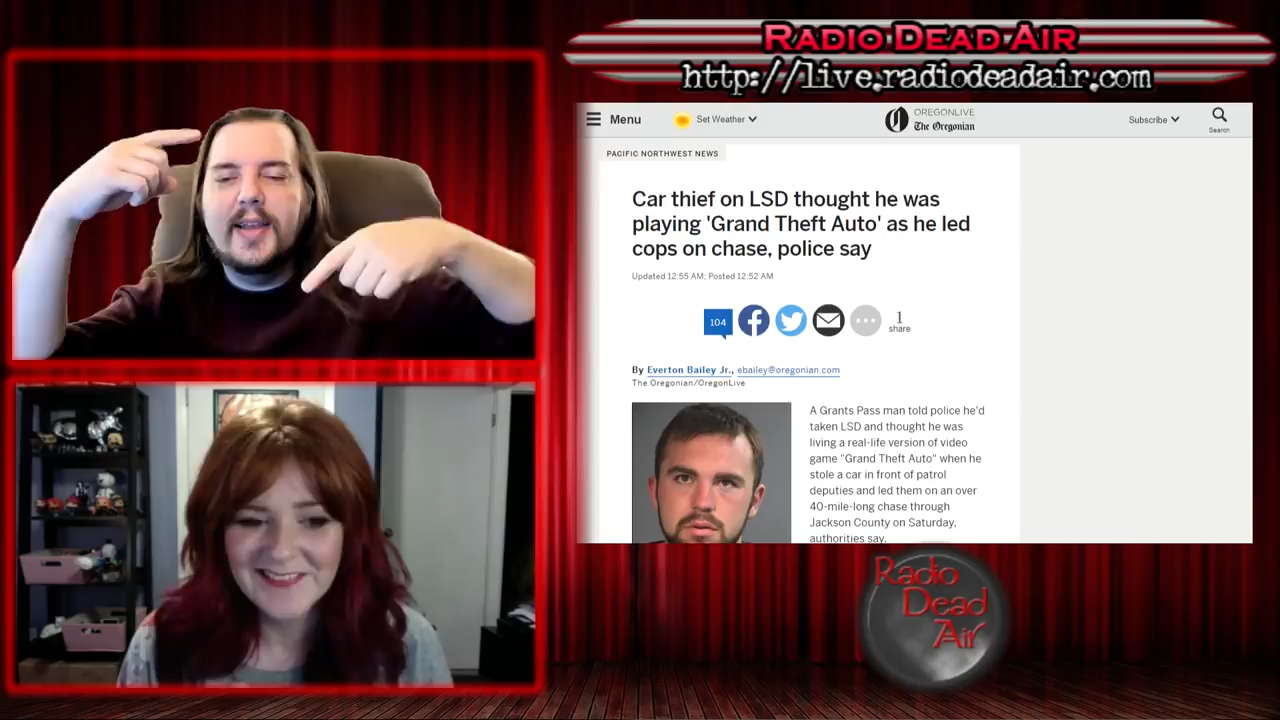 Radio Dead Air
http://live.radiodeadair.com
Menu
Set Weather
OREGONLIVE
The Oregonian
Subscribe
Search
PACIFIC NORTHWEST NEWS
Car thief on LSD thought he was
playing 'Grand Theft Auto' as he led
cops on chase, police say
Updated 12:55 AM; Posted 12:52 AM
104
1
share
By Everton Bailey Jr., ebailey@oregonian.com
The Oregonian/OregonLive
A Grants Pass man told police he'd
taken LSD and thought he was
living a real-life version of video
game "Grand Theft Auto" when he
stole a car in front of patrol
deputies and led them on an over
40-mile-long chase through
Jackson County on Saturday,
authorities say.
Radio
Dead
Air